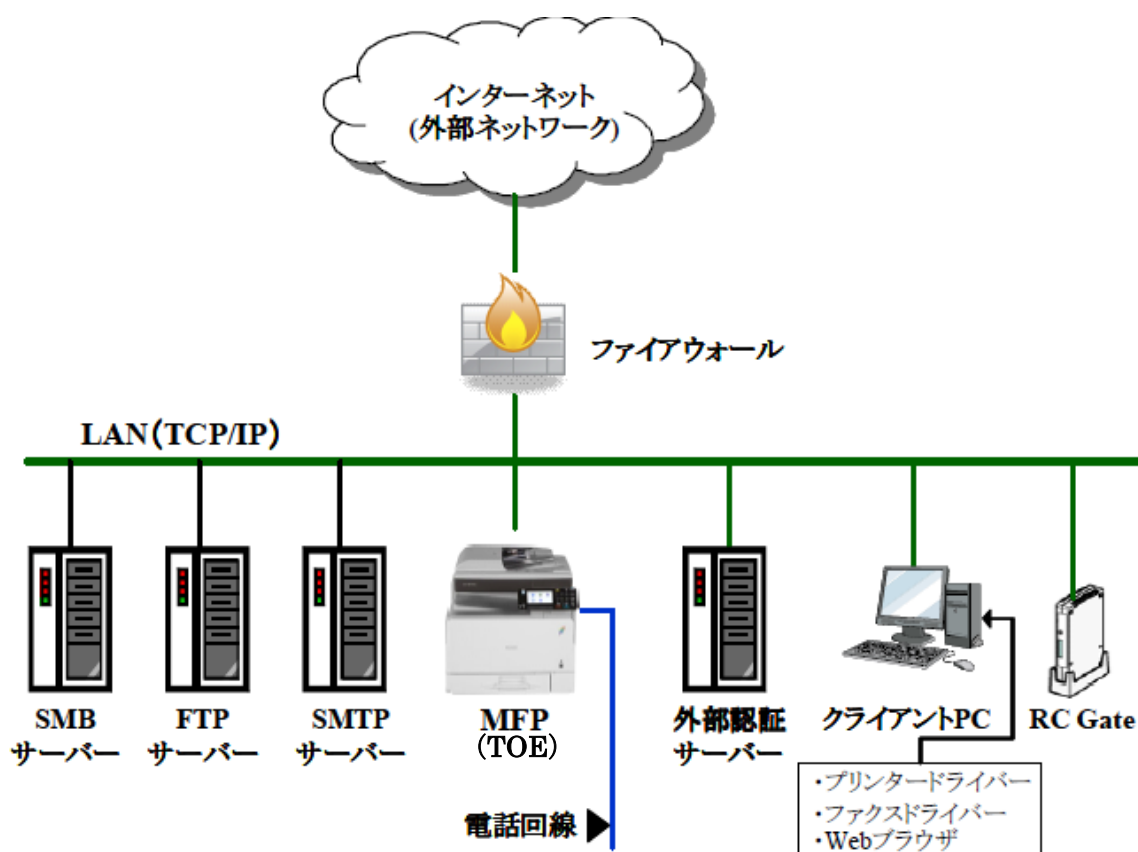 インターネット
(外部ネットワーク)
ファイアウォール
LAN(TCP/IP)
SMB
サーバー
FTP
サーバー
SMTP
サーバー
MFP
(TOE)
外部認証
サーバー
クライアントPC
RC Gate
電話回線
・プリンタードライバー
・ファクスドライバー
・Webブラウザ